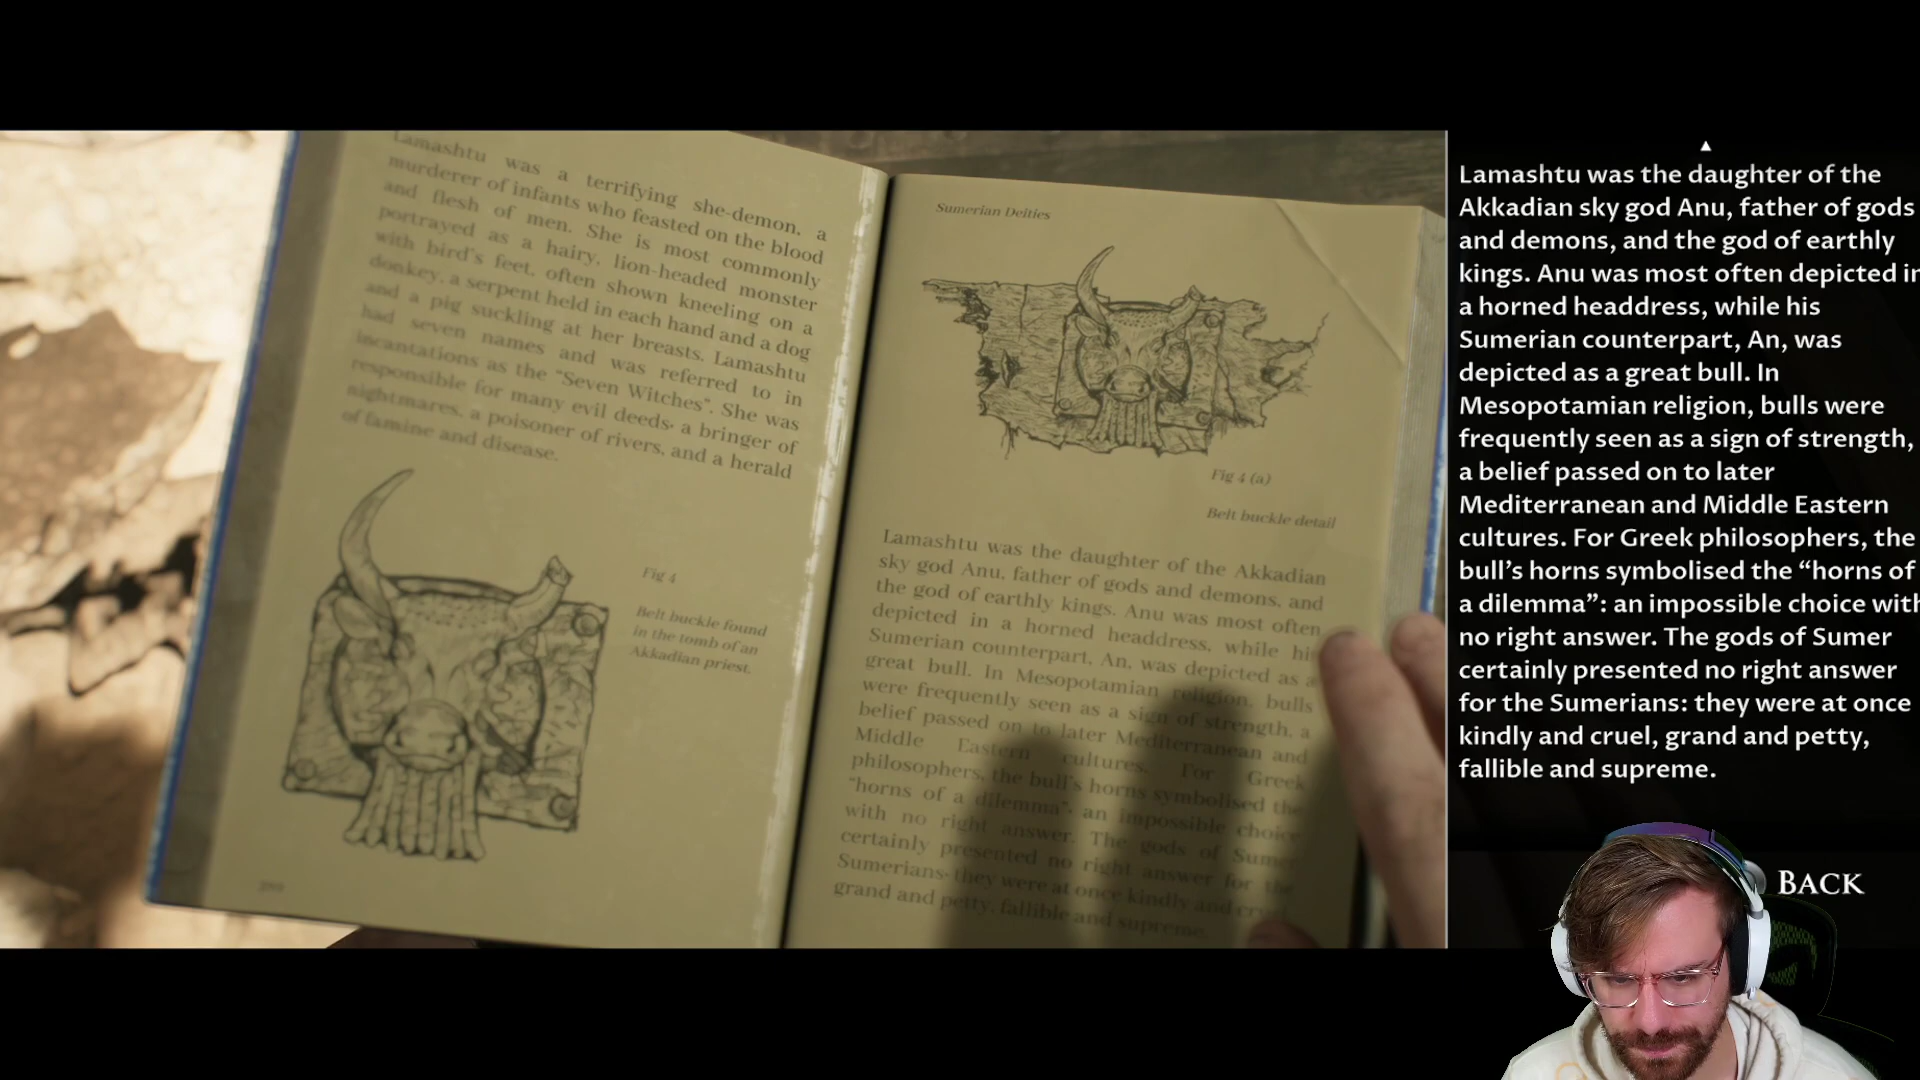 Lamashtu was a terrifying she-demon, a
murderer of infants who feasted on the blood
and flesh of men. She is most commonly
portrayed as a hairy, lion-headed monster
with bird's feet, often shown kneeling on a
donkey, a serpent held in each hand and a dog
and a pig suckling at her breasts. Lamashtu
had seven names and was referred to in
incantations as the "Seven Witches". She was
responsible for many evil deeds: a bringer of
nightmares, a poisoner of rivers, and a herald
of famine and disease.
Fig 4
Belt buckle found
in the tomb of an
Akkadian priest.
Sumerian Deities
Fig 4 (a)
Belt buckle detail
Lamashtu was the daughter of the Akkadian
sky god Anu, father of gods and demons, and
the god of earthly kings. Anu was most often
depicted in a horned headdress, while his
Sumerian counterpart, An, was depicted as a
great bull. In Mesopotamian religion, bulls
were frequently seen as a sign of strength, a
belief passed on to later Mediterranean and
Middle Eastern cultures. For Greek
philosophers, the bull's horns symbolised the
"horns of a dilemma": an impossible choice
with no right answer. The gods of Sumer
certainly presented no right answer for the
Sumerians: they were at once kindly and cruel,
grand and petty, fallible and supreme.
Lamashtu was the daughter of the
Akkadian sky god Anu, father of gods
and demons, and the god of earthly
kings. Anu was most often depicted in
a horned headdress, while his
Sumerian counterpart, An, was
depicted as a great bull. In
Mesopotamian religion, bulls were
frequently seen as a sign of strength,
a belief passed on to later
Mediterranean and Middle Eastern
cultures. For Greek philosophers, the
bull's horns symbolised the “horns of
a dilemma”: an impossible choice with
no right answer. The gods of Sumer
certainly presented no right answer
for the Sumerians: they were at once
kindly and cruel, grand and petty,
fallible and supreme.
BACK